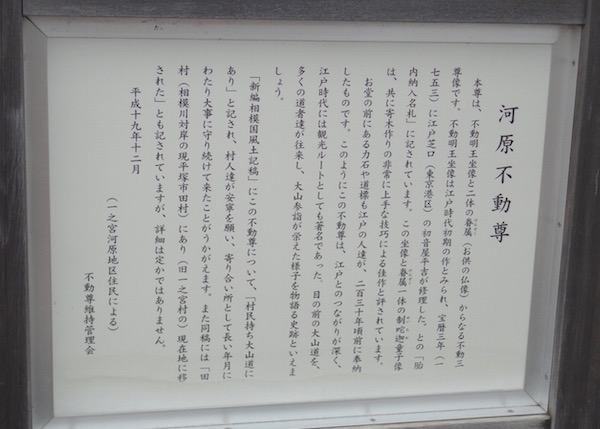 河原不動尊
本尊は、不動明王坐像と二体の眷属（お供の仏像）からなる不動三
尊像です。不動明王坐像は江戸時代初期の作とみられ、宝暦三年（一
七五三）に江戸芝口（東京港区）の初音屋平吉が修理した、との「胎
内納入名札」に記されています。この坐像と眷属一体の制咜迦童子像
は、共に寄木作りの非常に上手な技巧による佳作と評されています。
お堂の前にある力石や道標も江戸の人達が、二百三十年頃前に奉納
したものです。このようにこの不動尊は、江戸とのつながりが深く、
江戸時代には観光ルートとしても著名であった。目の前の大山道を、
多くの道者達が往来し、大山参詣が栄えた様子を物語る史跡といえま
しょう。
「新編相模国風土記稿」にこの不動尊について、「村民持ち大山道に
あり」と記され、村人達が安寧を願い、寄り合い所として長い年月に
わたり大事に守り続けて来たことがうかがえます。また同稿には「田
村（相模川対岸の現平塚市田村）にあり（旧一之宮村の）現在地に移
された」とも記されていますが、詳細は定かではありません。
平成十九年十二月
（一之宮河原地区住民による）
不動尊維持管理会